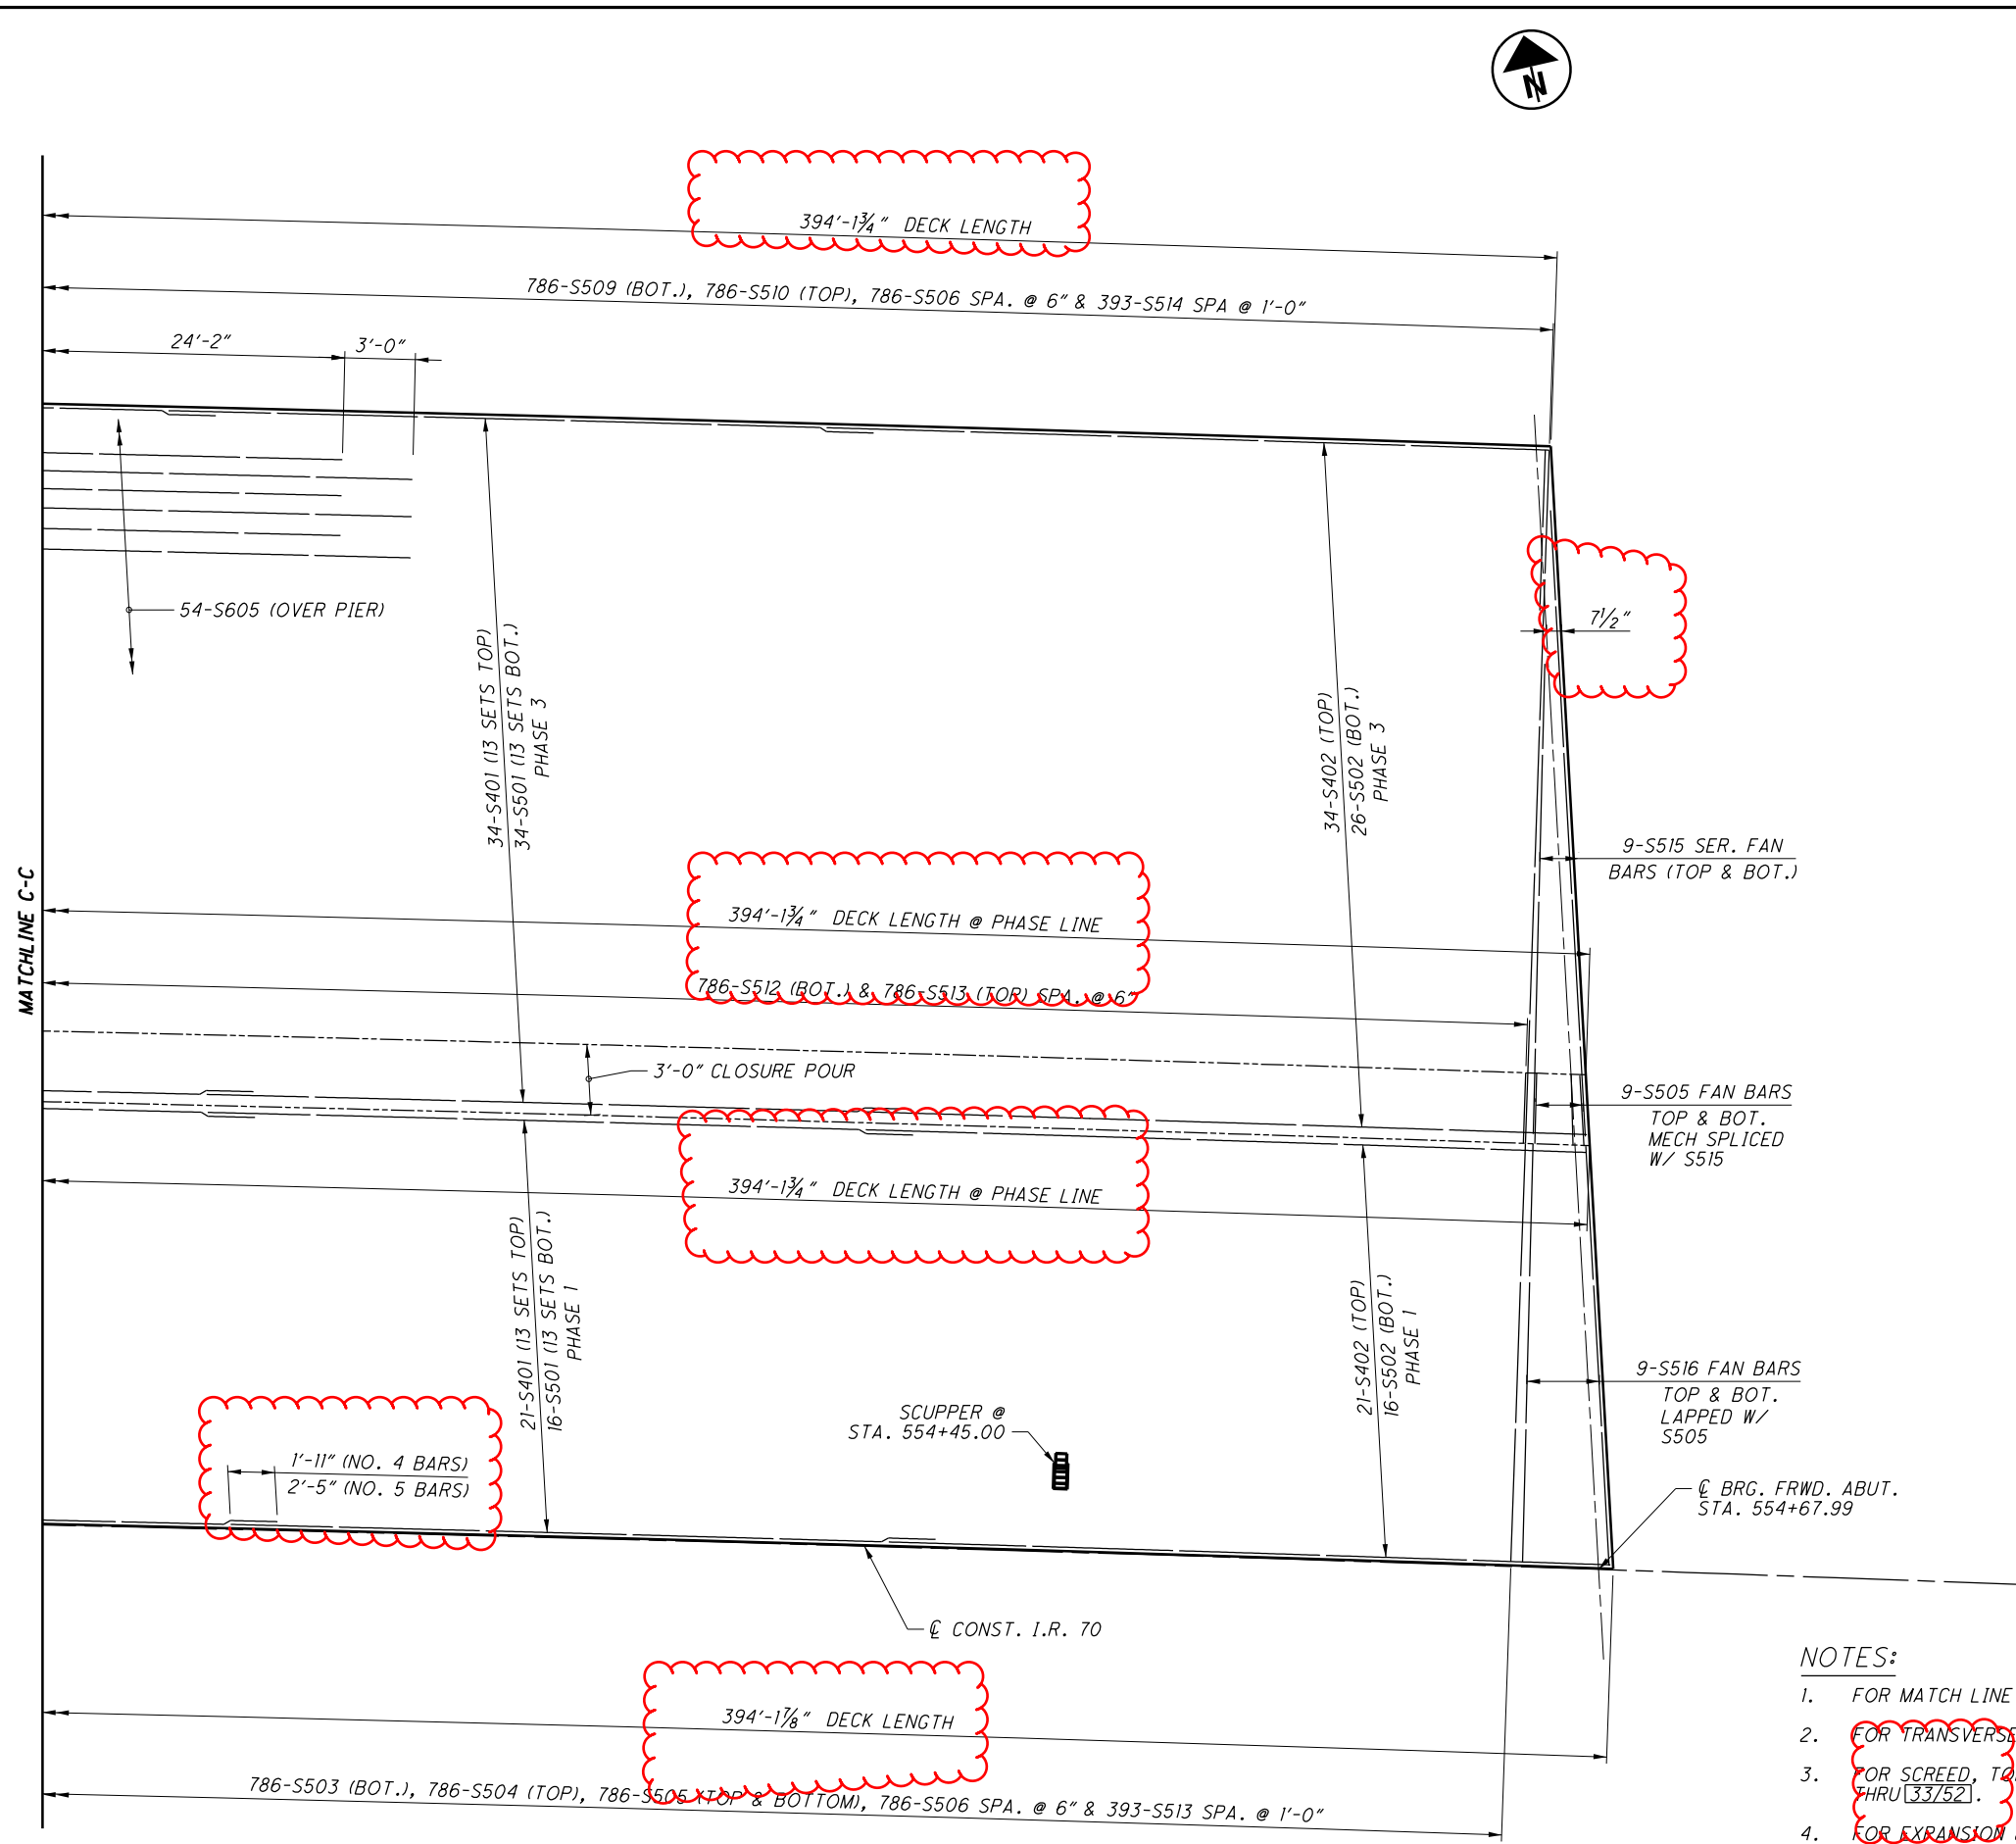 N
394'-1¾" DECK LENGTH
786-S509 (BOT.), 786-S510 (TOP), 786-S506 SPA. @ 6" & 393-S514 SPA @ 1'-0"
24'-2"
3'-0"
54-S605 (OVER PIER)
34-S401 (13 SETS TOP)
34-S501 (13 SETS BOT.)
PHASE 3
34-S402 (TOP)
26-S502 (BOT.)
PHASE 3
7½"
9-S515 SER. FAN
BARS (TOP & BOT.)
MATCHLINE C-C
394'-1¾" DECK LENGTH @ PHASE LINE
786-S512 (BOT.) & 786-S513 (TOP) SPA. @ 6"
3'-0" CLOSURE POUR
9-S505 FAN BARS
TOP & BOT.
MECH SPLICED
W/ S515
394'-1¾" DECK LENGTH @ PHASE LINE
21-S401 (13 SETS TOP)
16-S501 (13 SETS BOT.)
PHASE 1
21-S402 (TOP)
16-S502 (BOT.)
PHASE 1
9-S516 FAN BARS
TOP & BOT.
LAPPED W/
S505
SCUPPER @
STA. 554+45.00
1'-11" (NO. 4 BARS)
2'-5" (NO. 5 BARS)
℄ BRG. FRWD. ABUT.
STA. 554+67.99
℄ CONST. I.R. 70
394'-1⅞" DECK LENGTH
786-S503 (BOT.), 786-S504 (TOP), 786-S505 (TOP & BOTTOM), 786-S506 SPA. @ 6" & 393-S513 SPA. @ 1'-0"
NOTES:
1. FOR MATCH LINE
2. FOR TRANSVERSE
3. FOR SCREED, TO
THRU 33/52.
4. FOR EXPANSION